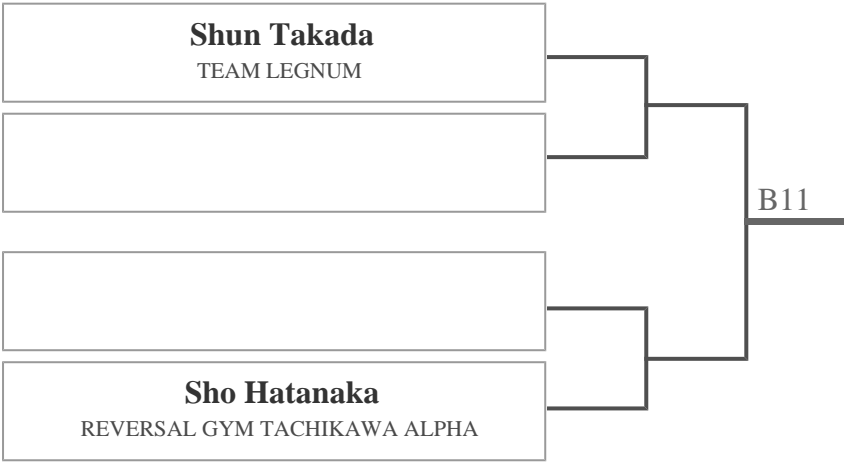 Shun Takada
TEAM LEGNUM
B11
Sho Hatanaka
REVERSAL GYM TACHIKAWA ALPHA